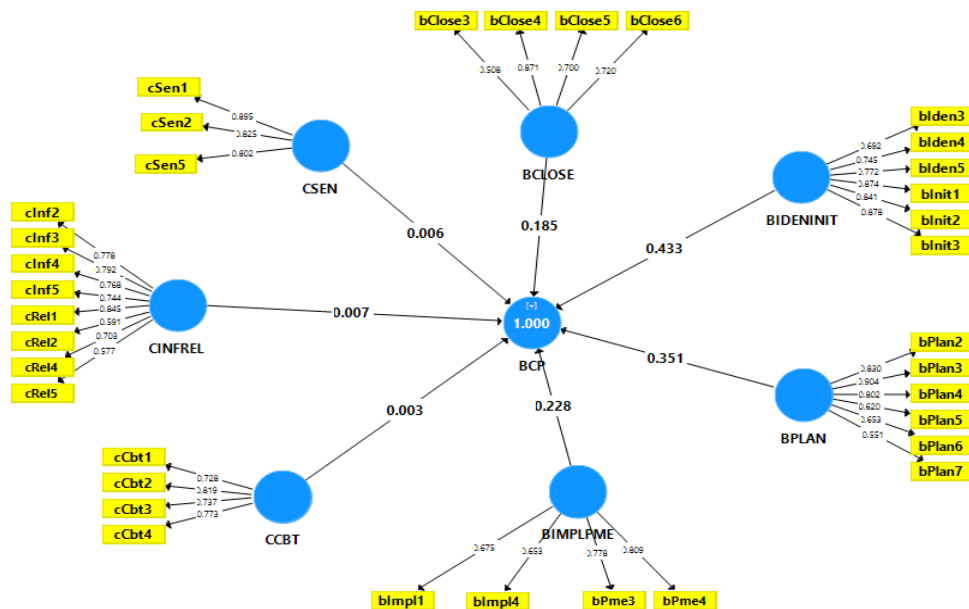 bClose3
bClose4
bClose5
bClose6
0.508
0.871
0.700
0.720
BCLOSE
0.185
cSen1
cSen2
cSen5
0.895
0.825
0.802
CSEN
0.006
bIden3
bIden4
bIden5
bInit1
bInit2
bInit3
0.692
0.745
0.772
0.874
0.841
0.878
BIDENINIT
0.433
cInf2
cInf3
cInf4
cInf5
cRel1
cRel2
cRel4
cRel5
0.778
0.792
0.768
0.744
0.845
0.591
0.703
0.577
CINFREL
0.007
[+]
1.000
BCP
bPlan2
bPlan3
bPlan4
bPlan5
bPlan6
bPlan7
0.830
0.904
0.802
0.620
0.653
0.551
BPLAN
0.351
cCbt1
cCbt2
cCbt3
cCbt4
0.728
0.819
0.737
0.773
CCBT
0.003
0.228
BIMPLPME
0.675
0.653
0.778
0.809
bImpl1
bImpl4
bPme3
bPme4